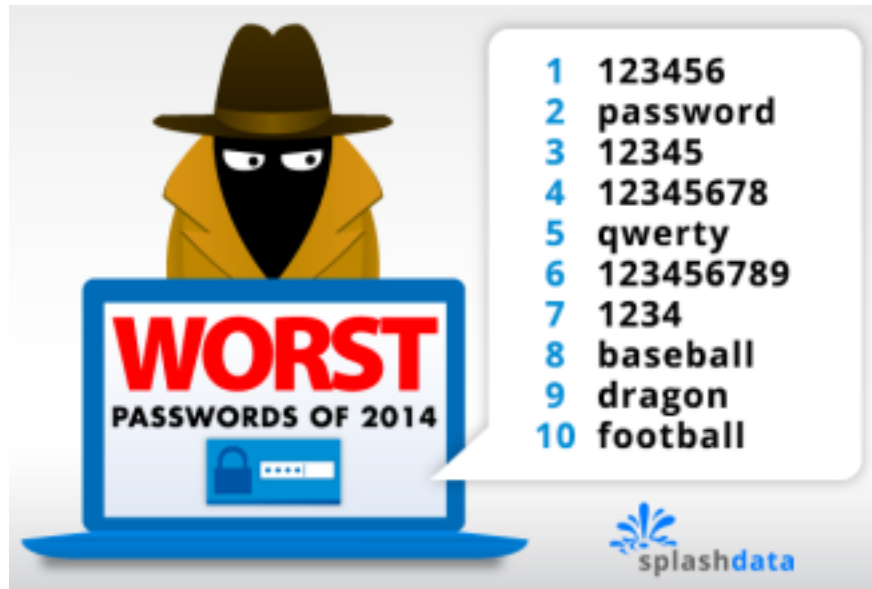 WORST
PASSWORDS OF 2014
1 123456
2 password
3 12345
4 12345678
5 qwerty
6 123456789
7 1234
8 baseball
9 dragon
10 football
splashdata